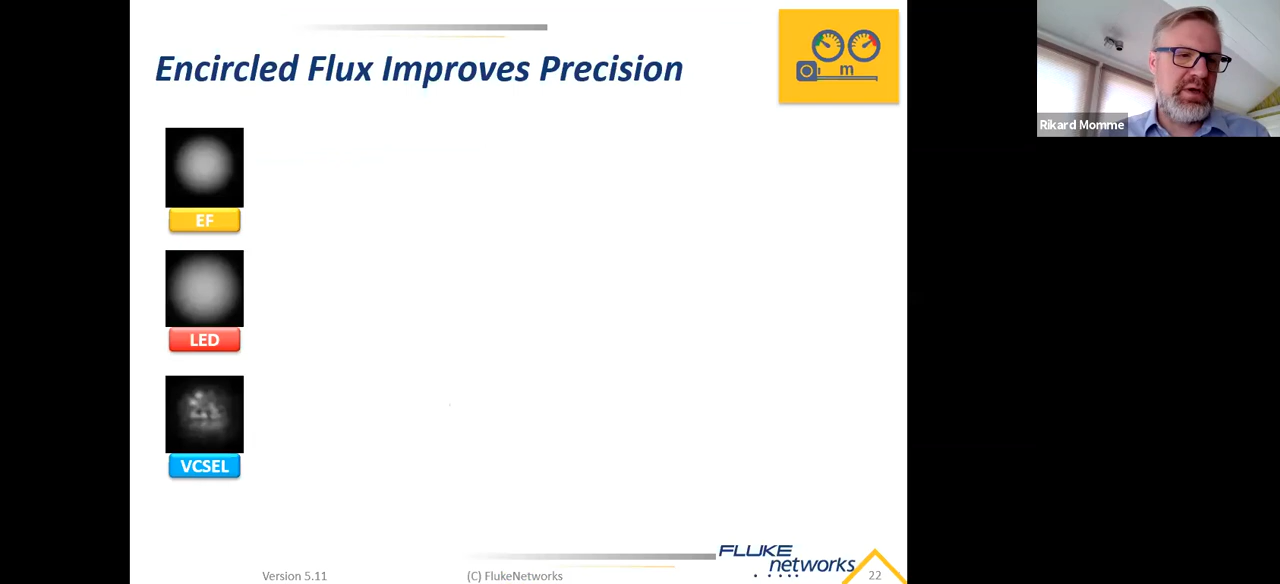 Encircled Flux Improves Precision
m
Rikard Momme
EF
LED
VCSEL
FLUKE
networks
Version 5.11
(C) FlukeNetworks
22